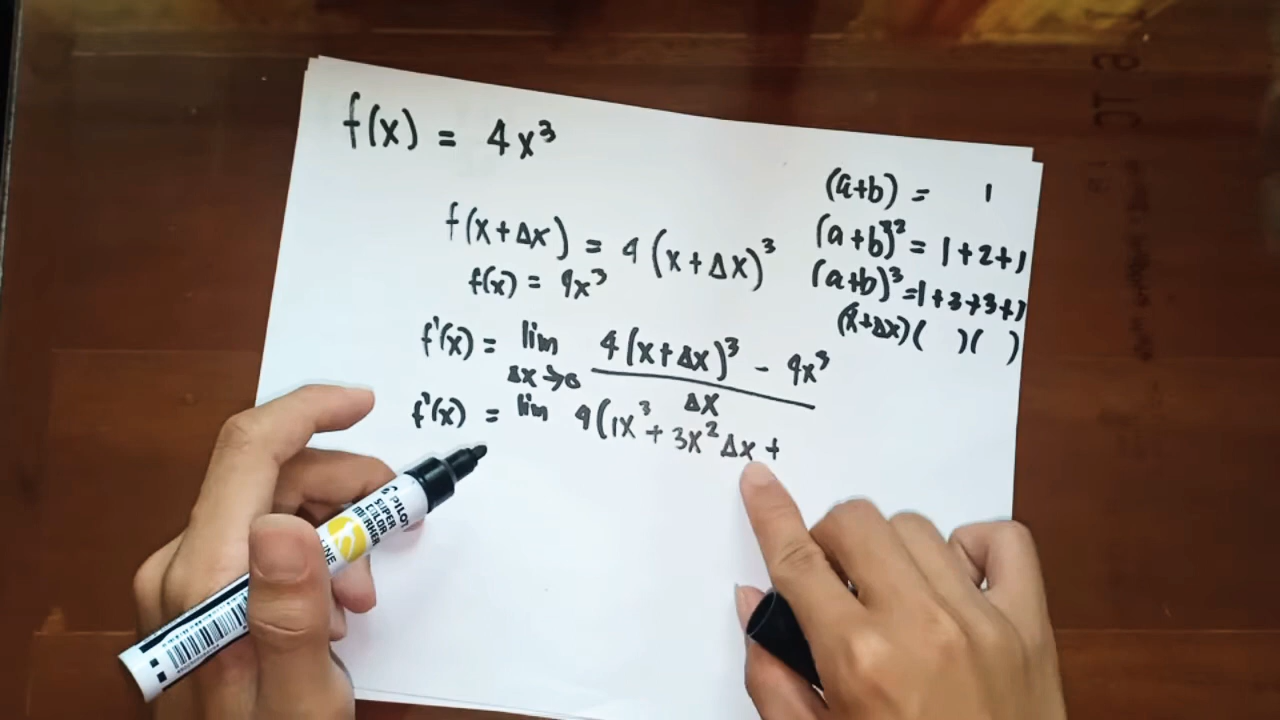 f(x) = 4x³
f(x+Δx) = 4(x+Δx)³
f(x) = 4x³
f'(x) = lim 4(x+Δx)³ - 4x³
Δx→0 Δx
f'(x) = lim 4(1x³ + 3x²Δx +
(a+b) = 1
(a+b)² = 1+2+1
(a+b)³ = 1+3+3+1
(x+Δx)( )( )
PILOT
SUPER
COLOR
MARKER